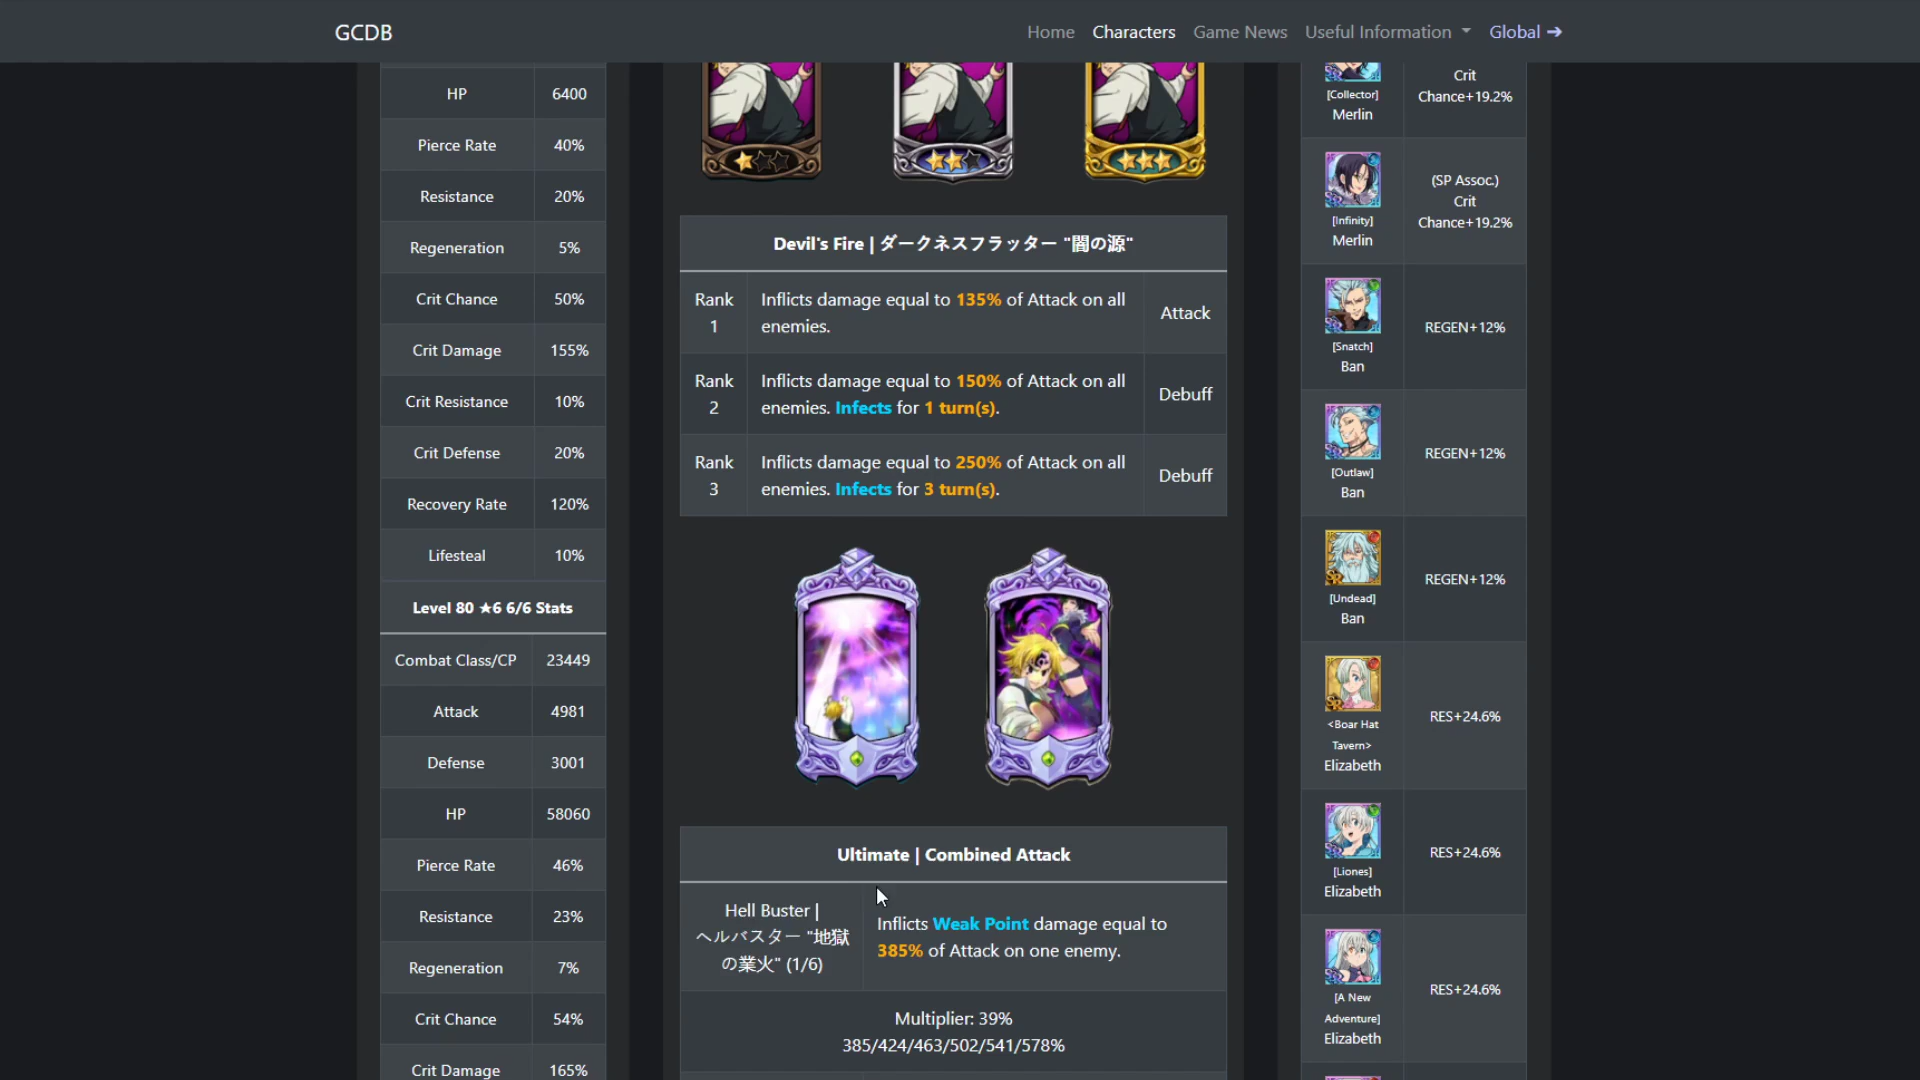 GCDB
Home Characters Game News Useful Information Global →
HP 6400
Pierce Rate 40%
Resistance 20%
Regeneration 5%
Crit Chance 50%
Crit Damage 155%
Crit Resistance 10%
Crit Defense 20%
Recovery Rate 120%
Lifesteal 10%
Level 80 ★6 6/6 Stats
Combat Class/CP 23449
Attack 4981
Defense 3001
HP 58060
Pierce Rate 46%
Resistance 23%
Regeneration 7%
Crit Chance 54%
Crit Damage 165%
Devil's Fire | ダークネスフラッター "闇の源"
Rank
1
Inflicts damage equal to 135% of Attack on all
enemies.
Attack
Rank
2
Inflicts damage equal to 150% of Attack on all
enemies. Infects for 1 turn(s).
Debuff
Rank
3
Inflicts damage equal to 250% of Attack on all
enemies. Infects for 3 turn(s).
Debuff
Ultimate | Combined Attack
Hell Buster |
ヘルバスター "地獄
の業火" (1/6)
Inflicts Weak Point damage equal to
385% of Attack on one enemy.
Multiplier: 39%
385/424/463/502/541/578%
[Collector]
Merlin
Crit
Chance+19.2%
[Infinity]
Merlin
(SP Assoc.)
Crit
Chance+19.2%
[Snatch]
Ban
REGEN+12%
[Outlaw]
Ban
REGEN+12%
SR
[Undead]
Ban
REGEN+12%
SR
<Boar Hat
Tavern>
Elizabeth
RES+24.6%
[Liones]
Elizabeth
RES+24.6%
[A New
Adventure]
Elizabeth
RES+24.6%